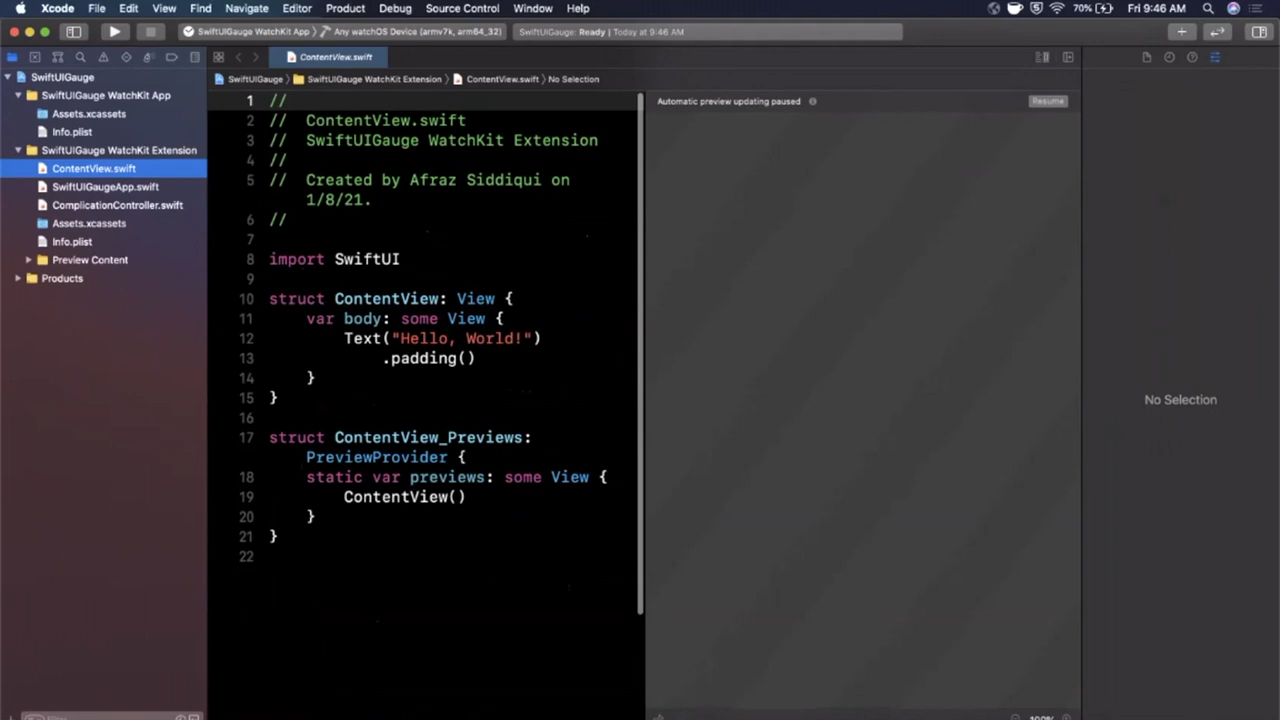 Xcode File Edit View Find Navigate Editor Product Debug Source Control Window Help 70% Fri 9:46 AM
SwiftUIGauge WatchKit App 〉 Any watchOS Device (armv7k, arm64_32) SwiftUIGauge: Ready | Today at 9:46 AM
ContentView.swift
SwiftUIGauge 〉 SwiftUIGauge WatchKit Extension 〉 ContentView.swift 〉 No Selection
SwiftUIGauge
SwiftUIGauge WatchKit App
Assets.xcassets
Info.plist
SwiftUIGauge WatchKit Extension
ContentView.swift
SwiftUIGaugeApp.swift
ComplicationController.swift
Assets.xcassets
Info.plist
Preview Content
Products
1 //
2 // ContentView.swift
3 // SwiftUIGauge WatchKit Extension
4 //
5 // Created by Afraz Siddiqui on
1/8/21.
6 //
7
8 import SwiftUI
9
10 struct ContentView: View {
11 var body: some View {
12 Text("Hello, World!")
13 .padding()
14 }
15 }
16
17 struct ContentView_Previews:
PreviewProvider {
18 static var previews: some View {
19 ContentView()
20 }
21 }
22
Automatic preview updating paused
Resume
No Selection
100%